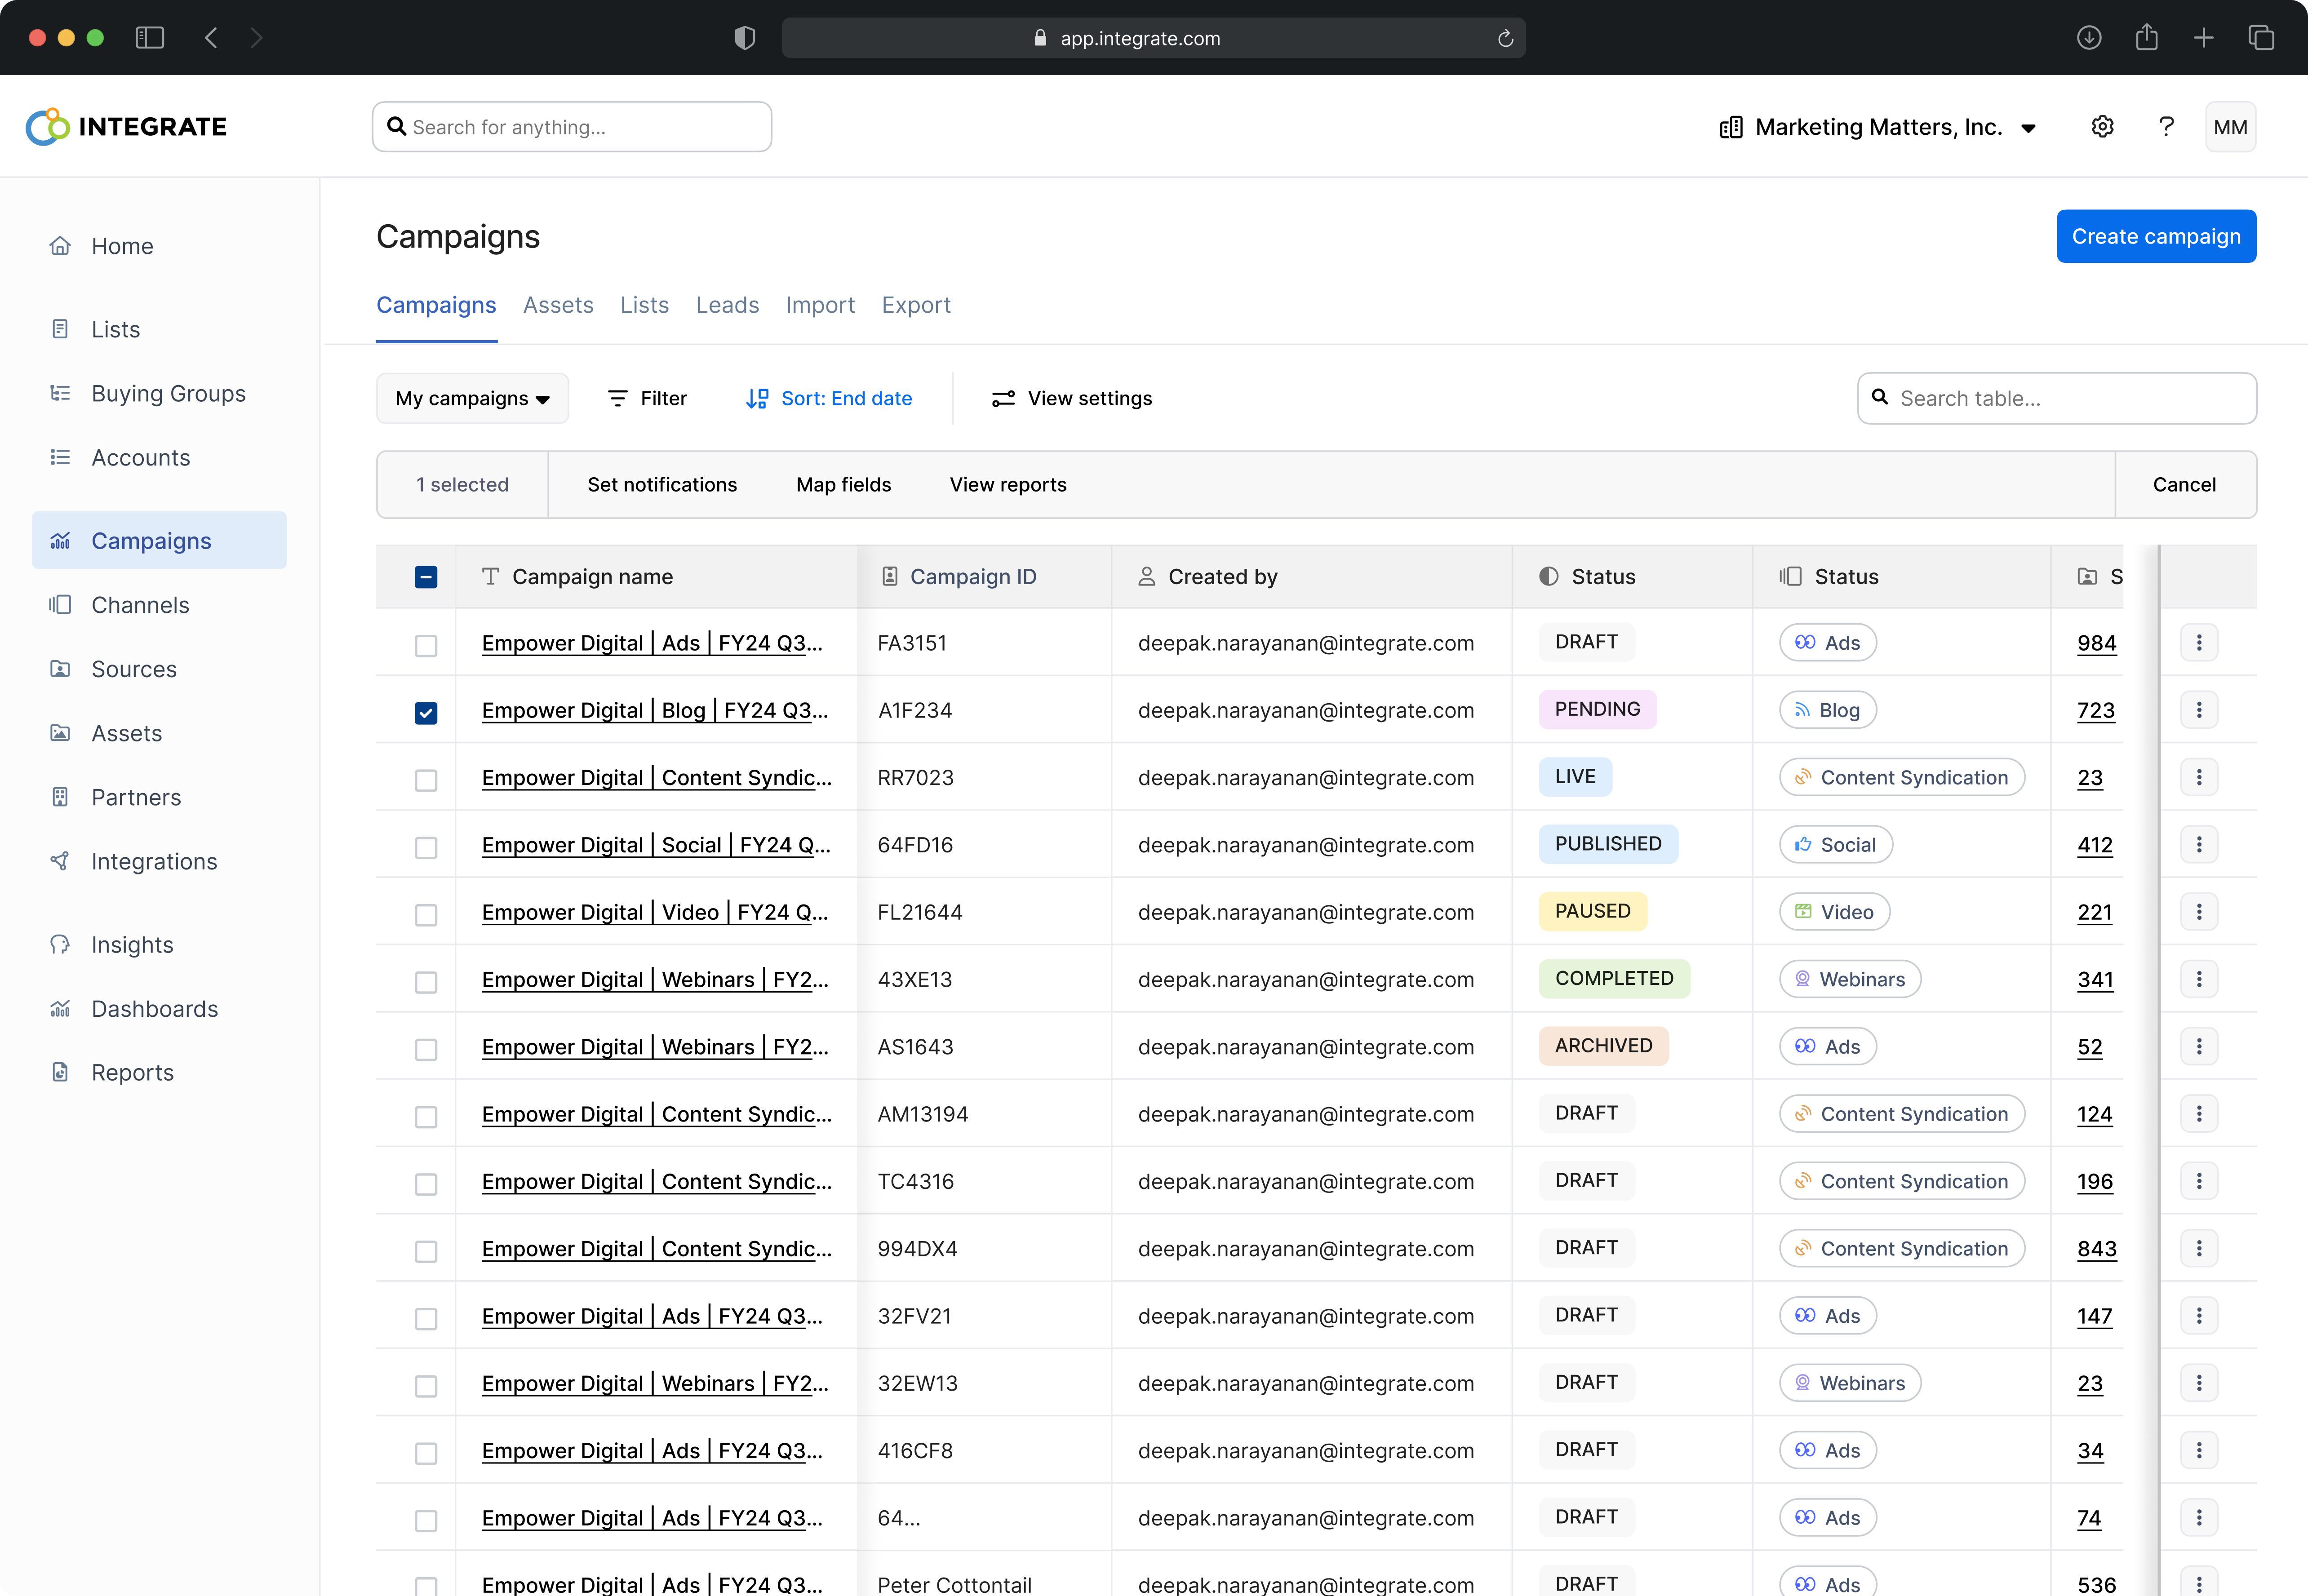 app.integrate.com
INTEGRATE
Search for anything...
Marketing Matters, Inc.
?
MM
Home
Lists
Buying Groups
Accounts
Campaigns
Channels
Sources
Assets
Partners
Integrations
Insights
Dashboards
Reports
Campaigns
Create campaign
Campaigns Assets Lists Leads Import Export
My campaigns Filter Sort: End date View settings Search table...
1 selected Set notifications Map fields View reports Cancel
Campaign name Campaign ID Created by Status Status S
Empower Digital | Ads | FY24 Q3... FA3151 deepak.narayanan@integrate.com DRAFT Ads 984
Empower Digital | Blog | FY24 Q3... A1F234 deepak.narayanan@integrate.com PENDING Blog 723
Empower Digital | Content Syndic... RR7023 deepak.narayanan@integrate.com LIVE Content Syndication 23
Empower Digital | Social | FY24 Q... 64FD16 deepak.narayanan@integrate.com PUBLISHED Social 412
Empower Digital | Video | FY24 Q... FL21644 deepak.narayanan@integrate.com PAUSED Video 221
Empower Digital | Webinars | FY2... 43XE13 deepak.narayanan@integrate.com COMPLETED Webinars 341
Empower Digital | Webinars | FY2... AS1643 deepak.narayanan@integrate.com ARCHIVED Ads 52
Empower Digital | Content Syndic... AM13194 deepak.narayanan@integrate.com DRAFT Content Syndication 124
Empower Digital | Content Syndic... TC4316 deepak.narayanan@integrate.com DRAFT Content Syndication 196
Empower Digital | Content Syndic... 994DX4 deepak.narayanan@integrate.com DRAFT Content Syndication 843
Empower Digital | Ads | FY24 Q3... 32FV21 deepak.narayanan@integrate.com DRAFT Ads 147
Empower Digital | Webinars | FY2... 32EW13 deepak.narayanan@integrate.com DRAFT Webinars 23
Empower Digital | Ads | FY24 Q3... 416CF8 deepak.narayanan@integrate.com DRAFT Ads 34
Empower Digital | Ads | FY24 Q3... 64... deepak.narayanan@integrate.com DRAFT Ads 74
Empower Digital | Ads | FY24 Q3... Peter Cottontail deepak.narayanan@integrate.com DRAFT Ads 536